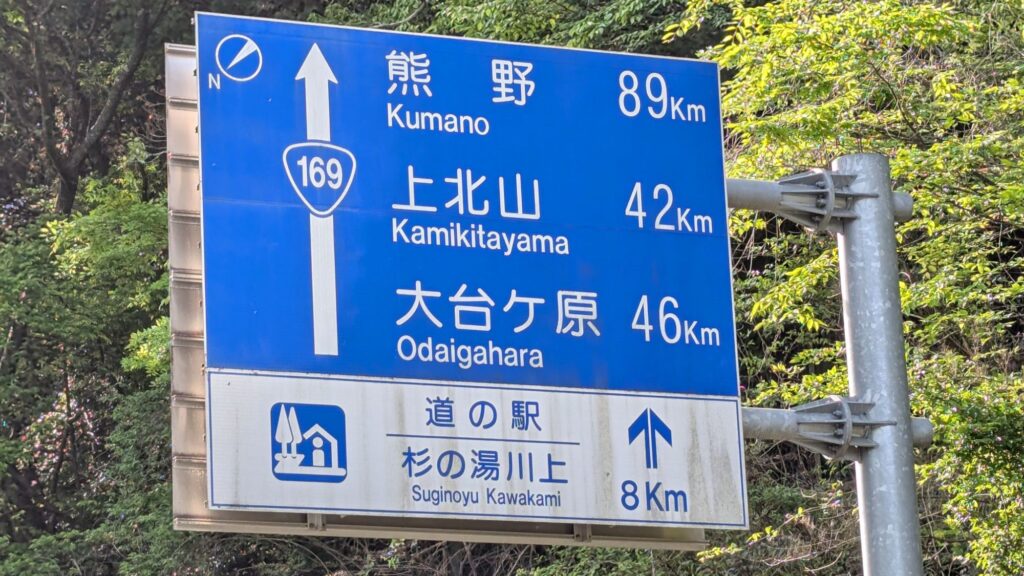 N
169
熊野 89Km
Kumano
上北山 42Km
Kamikitayama
大台ケ原 46Km
Odaigahara
道の駅
杉の湯川上
Suginoyu Kawakami
8Km